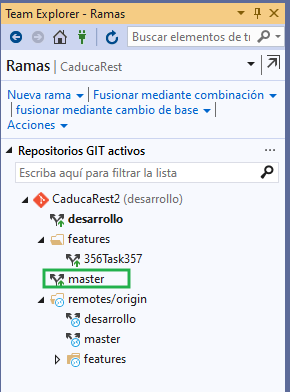 Team Explorer - Ramas
Buscar elementos de tr
Ramas | CaducaRest
Nueva rama | Fusionar mediante combinación
| fusionar mediante cambio de base |
Acciones
Repositorios GIT activos
Escriba aquí para filtrar la lista
CaducaRest2 (desarrollo)
desarrollo
features
356Task357
master
remotes/origin
desarrollo
master
features